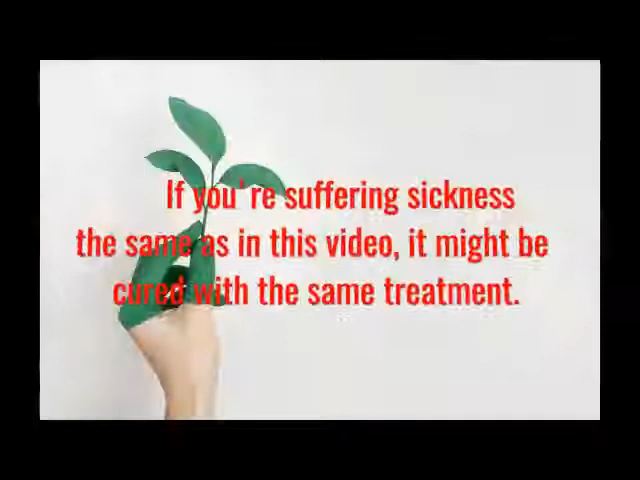 If you're suffering sickness
the same as in this video, it might be
cured with the same treatment.